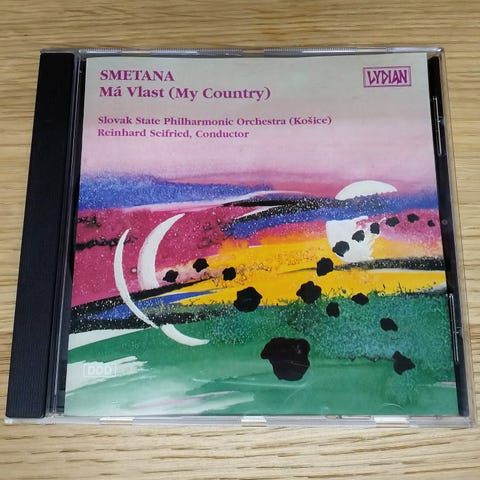 SMETANA
Má Vlast (My Country)
LYDIAN
Slovak State Philharmonic Orchestra (Košice)
Reinhard Seifried, Conductor
DDD